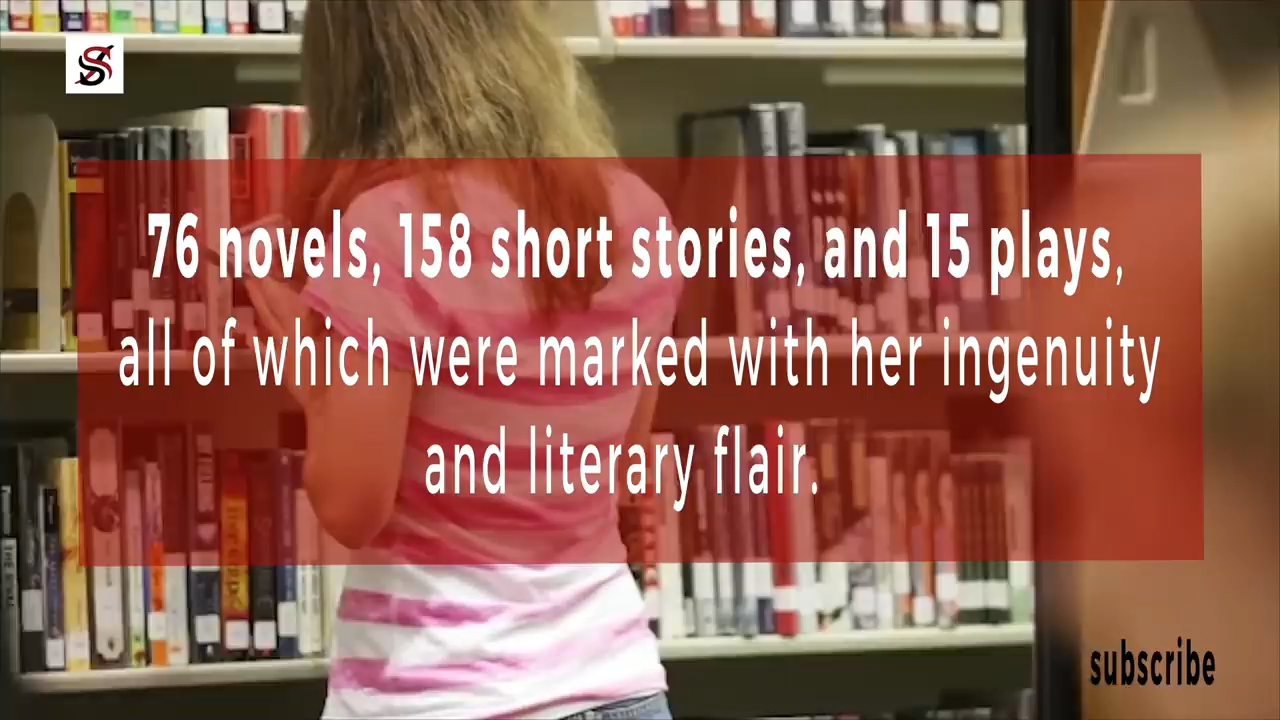 76 novels, 158 short stories, and 15 plays,
all of which were marked with her ingenuity
and literary flair.
subscribe